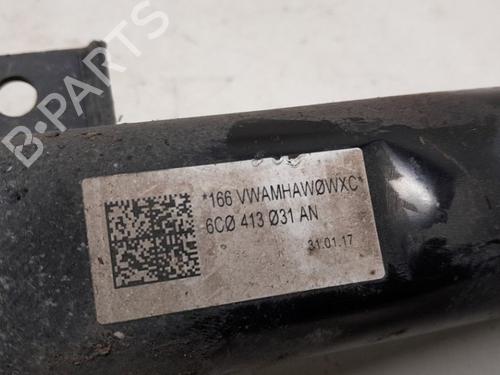 B-PARTS
*166 VWAMHAWØWXC*
6CØ 413 Ø31 AN
31.01.17